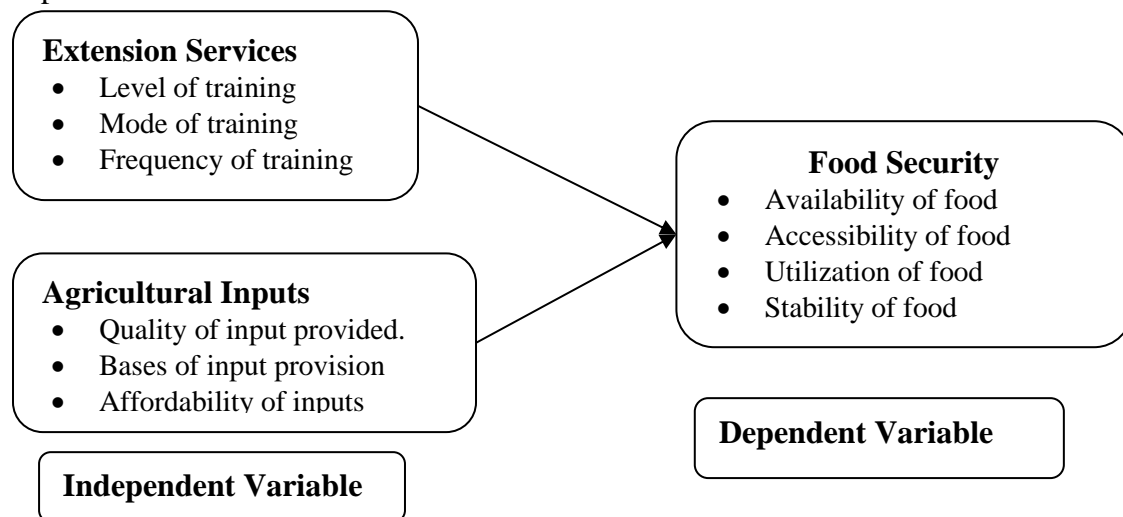 Extension Services
• Level of training
• Mode of training
• Frequency of training
Agricultural Inputs
• Quality of input provided.
• Bases of input provision
• Affordability of inputs
Independent Variable
Food Security
• Availability of food
• Accessibility of food
• Utilization of food
• Stability of food
Dependent Variable